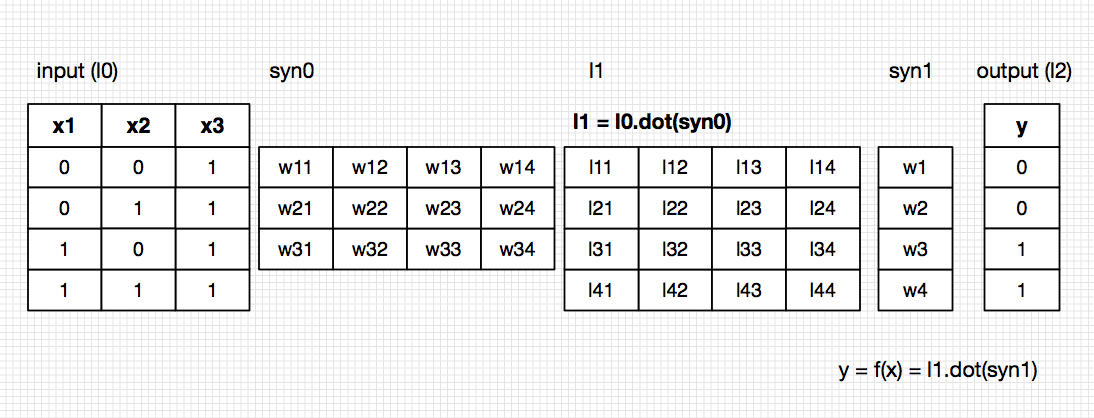 input (l0) syn0 l1 syn1 output (l2)
l1 = l0.dot(syn0)
x1 x2 x3 y
0 0 1 w11 w12 w13 w14 l11 l12 l13 l14 w1 0
0 1 1 w21 w22 w23 w24 l21 l22 l23 l24 w2 0
1 0 1 w31 w32 w33 w34 l31 l32 l33 l34 w3 1
1 1 1 l41 l42 l43 l44 w4 1
y = f(x) = l1.dot(syn1)